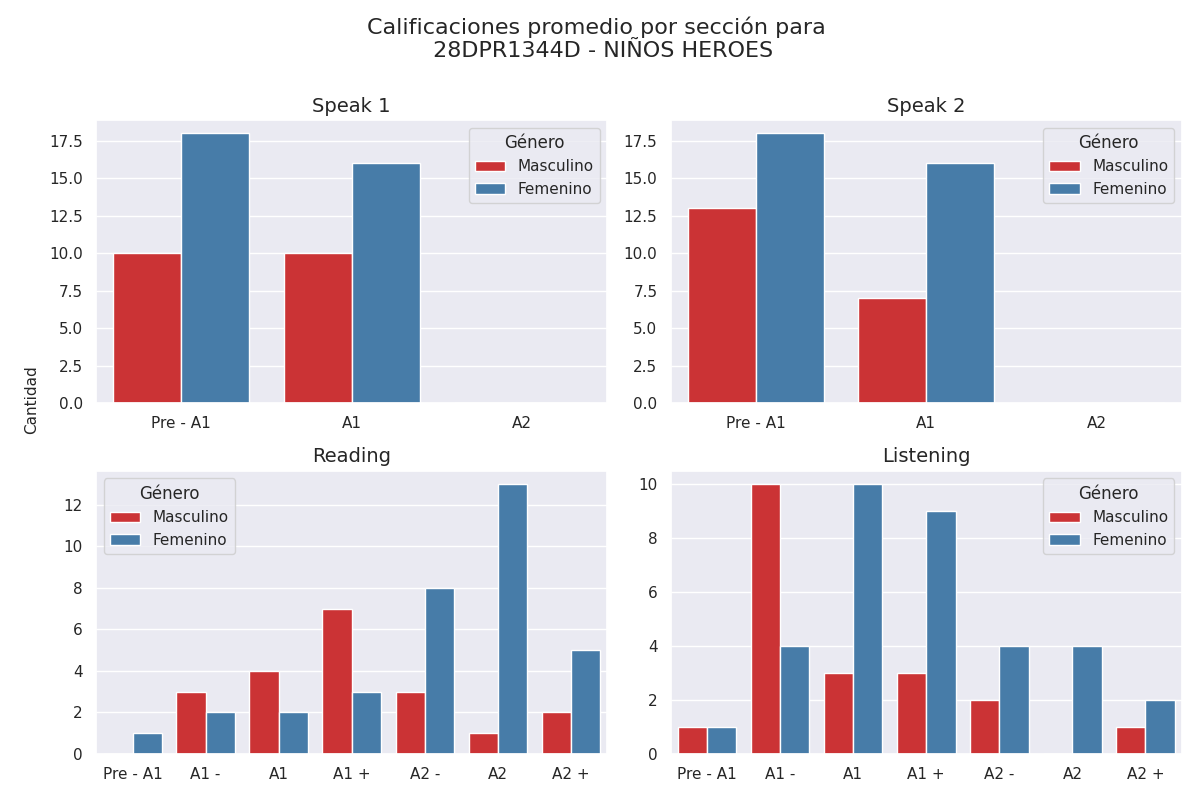 Calificaciones promedio por sección para
28DPR1344D - NIÑOS HEROES
Cantidad
Speak 1
17.5
15.0
12.5
10.0
7.5
5.0
2.5
0.0
Pre - A1 A1 A2
Género
Masculino
Femenino
Speak 2
17.5
15.0
12.5
10.0
7.5
5.0
2.5
0.0
Pre - A1 A1 A2
Género
Masculino
Femenino
Reading
12
10
8
6
4
2
0
Pre - A1 A1 - A1 A1 + A2 - A2 A2 +
Género
Masculino
Femenino
Listening
10
8
6
4
2
0
Pre - A1 A1 - A1 A1 + A2 - A2 A2 +
Género
Masculino
Femenino